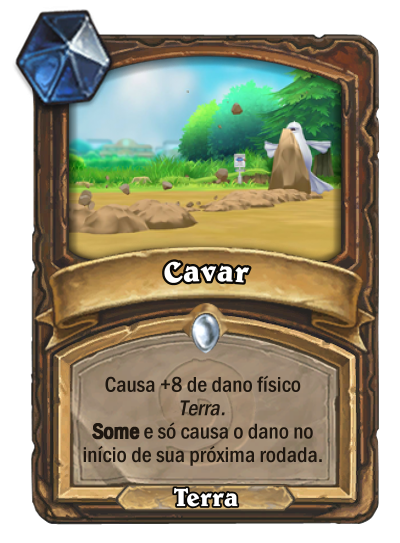 Cavar
Causa +8 de dano físico
Terra.
Some e só causa o dano no
início de sua próxima rodada.
Terra